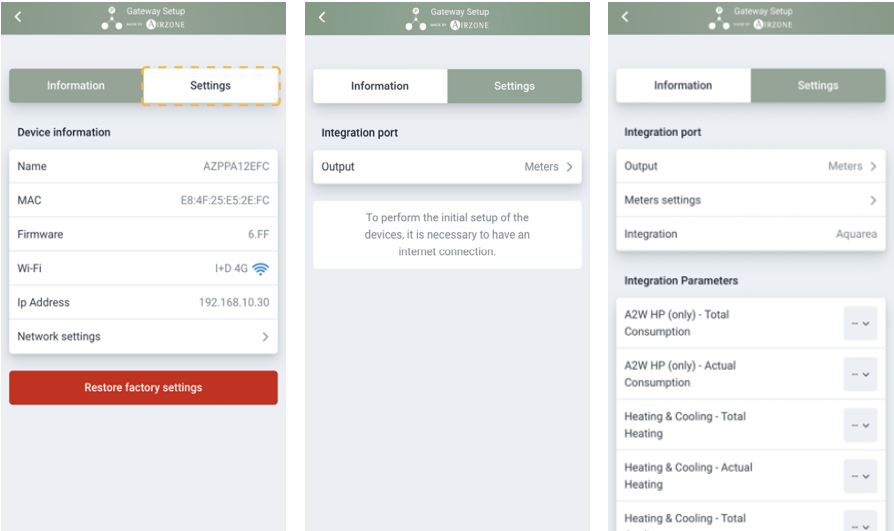 Gateway Setup
MADE BY AIRZONE
Information
Settings
Device information
Name
AZPPA12EFC
MAC
E8:4F:25:E5:2E:FC
Firmware
6.FF
Wi-Fi
I+D 4G
Ip Address
192.168.10.30
Network settings
Restore factory settings
Gateway Setup
MADE BY AIRZONE
Information
Settings
Integration port
Output
Meters
To perform the initial setup of the
devices, it is necessary to have an
internet connection.
Gateway Setup
MADE BY AIRZONE
Information
Settings
Integration port
Output
Meters
Meters settings
Integration
Aquarea
Integration Parameters
A2W HP (only) - Total
Consumption
--
A2W HP (only) - Actual
Consumption
--
Heating & Cooling - Total
Heating
--
Heating & Cooling - Actual
Heating
--
Heating & Cooling - Total
--